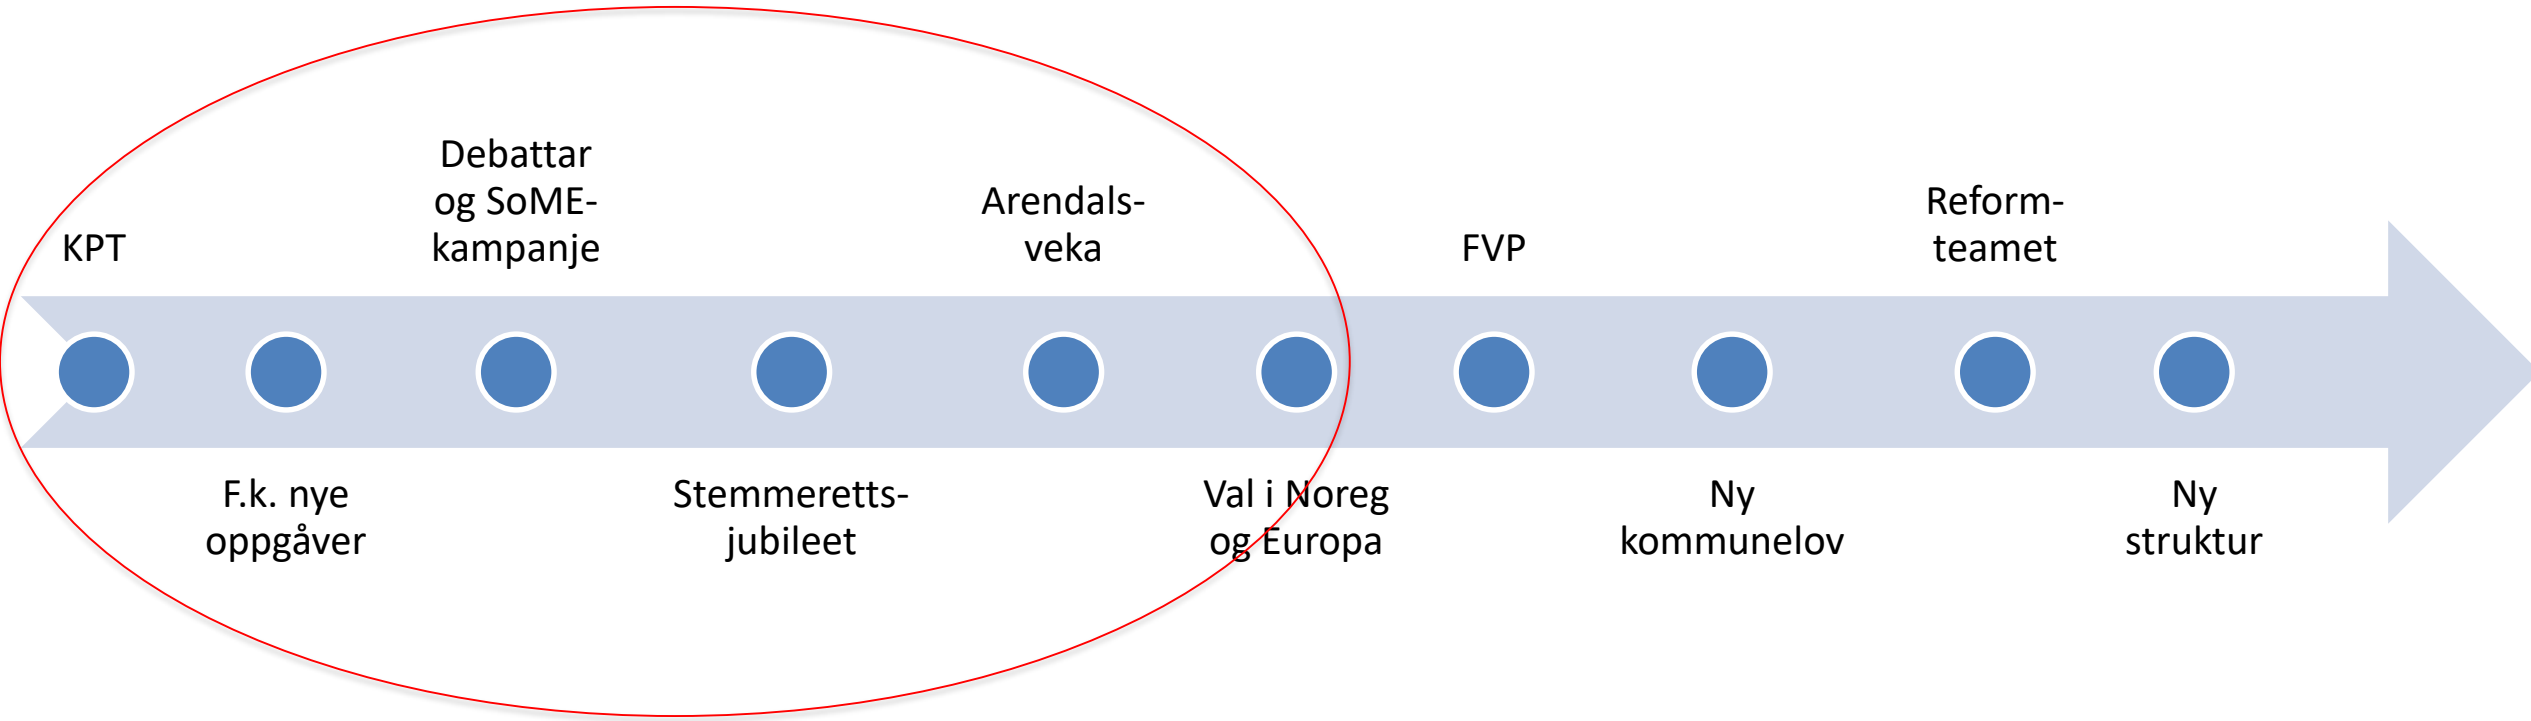 KPT
F.k. nye
oppgåver
Debattar
og SoME-
kampanje
Stemmeretts-
jubileet
Arendals-
veka
Val i Noreg
og Europa
FVP
Ny
kommunelov
Reform-
teamet
Ny
struktur